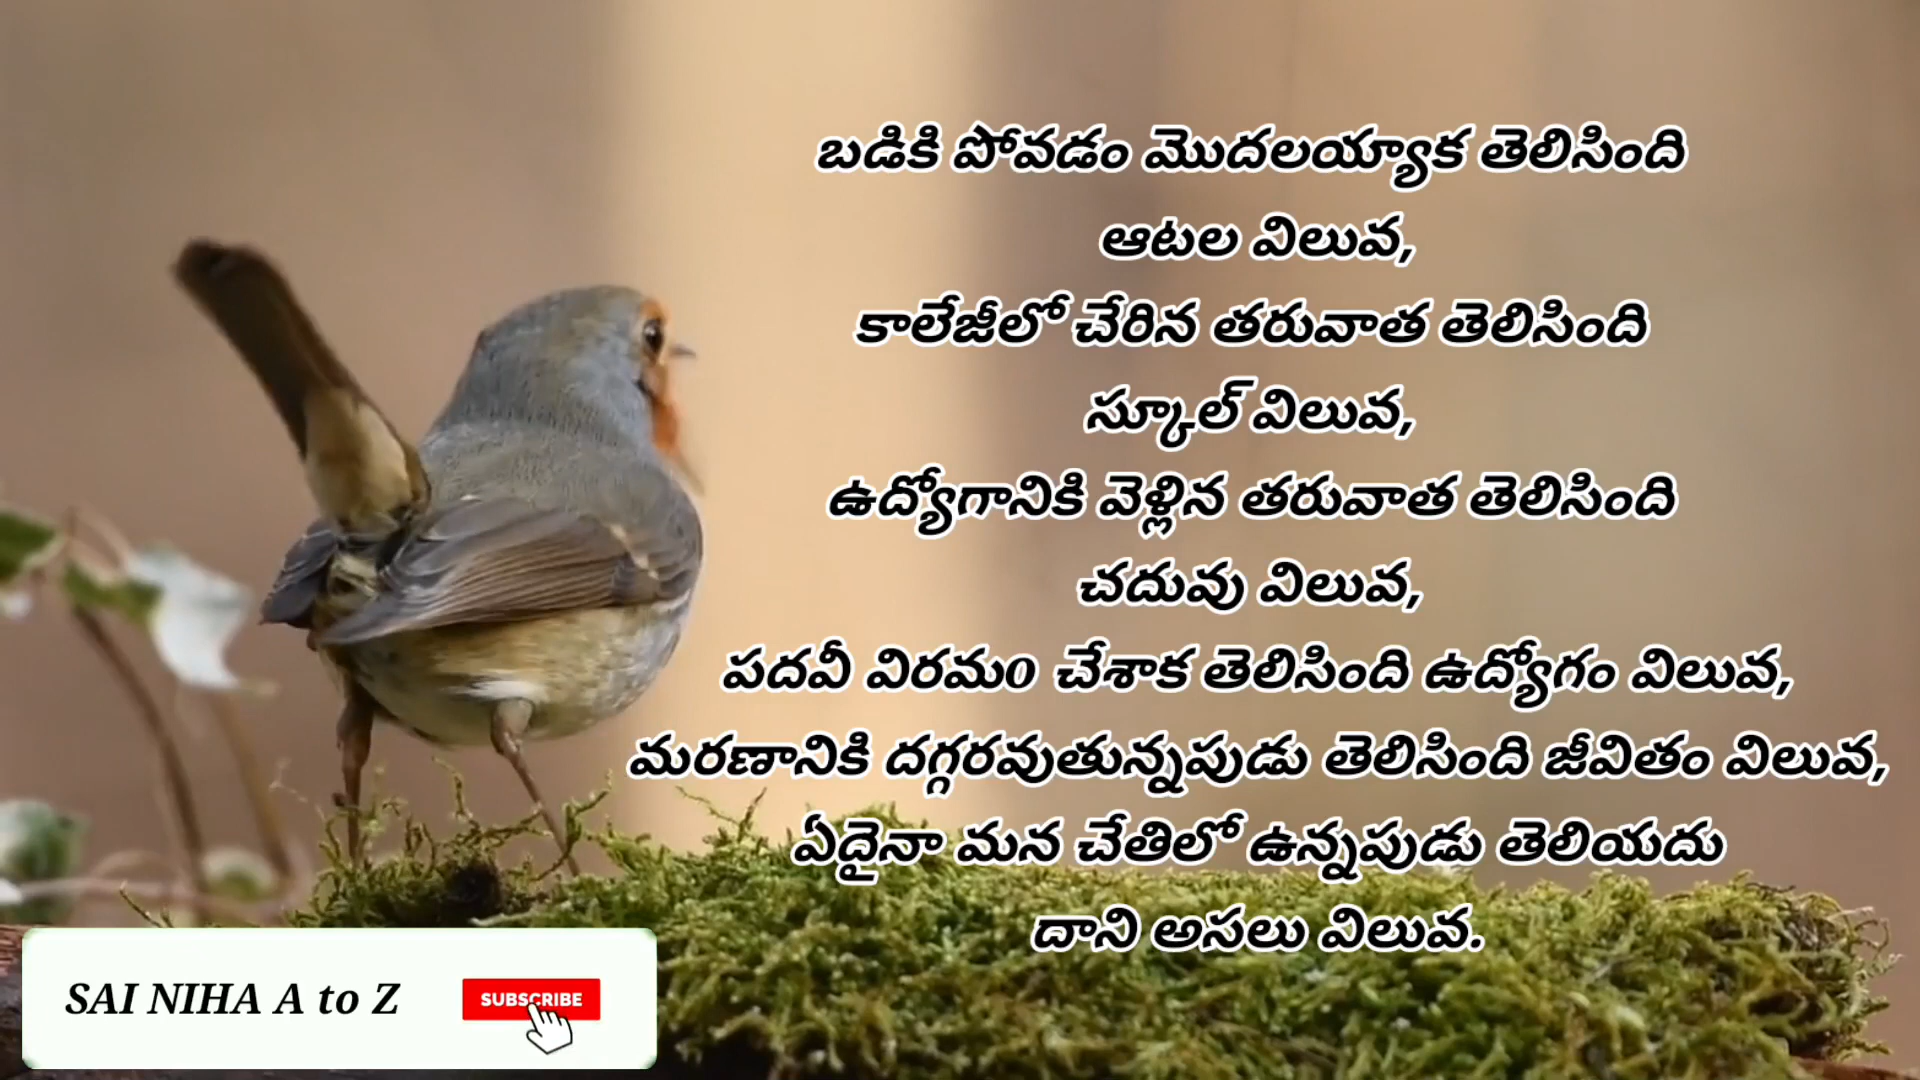 బడికి పోవడం మొదలయ్యాక తెలిసింది
ఆటల విలువ,
కాలేజీలో చేరిన తరువాత తెలిసింది
స్కూల్ విలువ,
ఉద్యోగానికి వెళ్లిన తరువాత తెలిసింది
చదువు విలువ,
పదవీ విరమం చేశాక తెలిసింది ఉద్యోగం విలువ,
మరణానికి దగ్గరవుతున్నపుడు తెలిసింది జీవితం విలువ,
ఏదైనా మన చేతిలో ఉన్నపుడు తెలియదు
దాని అసలు విలువ.
SAI NIHA A to Z
SUBSCRIBE